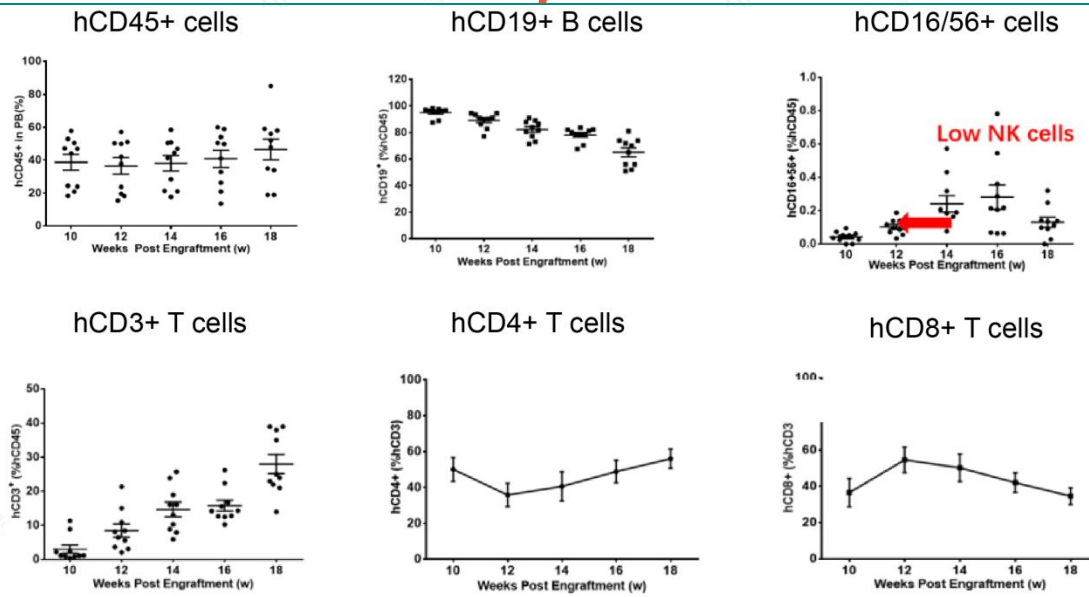 hCD45+ cells
hCD19+ B cells
hCD16/56+ cells
hCD45+ in PB(%)
100
80
60
40
20
0
10 12 14 16 18
Weeks Post Engraftment (w)
hCD19+ (%hCD45)
120
100
80
60
40
20
0
10 12 14 16 18
Weeks Post Engraftment (w)
hCD16+56+ (%hCD45)
1.0
0.8
0.6
0.4
0.2
0.0
Low NK cells
10 12 14 16 18
Weeks Post Engraftment (w)
hCD3+ T cells
hCD4+ T cells
hCD8+ T cells
hCD3+ (%hCD45)
50
40
30
20
10
0
10 12 14 16 18
Weeks Post Engraftment (w)
hCD4+ (%hCD3)
100
80
60
40
20
0
10 12 14 16 18
Weeks Post Engraftment (w)
hCD8+ (%hCD3
100
60
40
20
0
10 12 14 16 18
Weeks Post Engraftment (w)